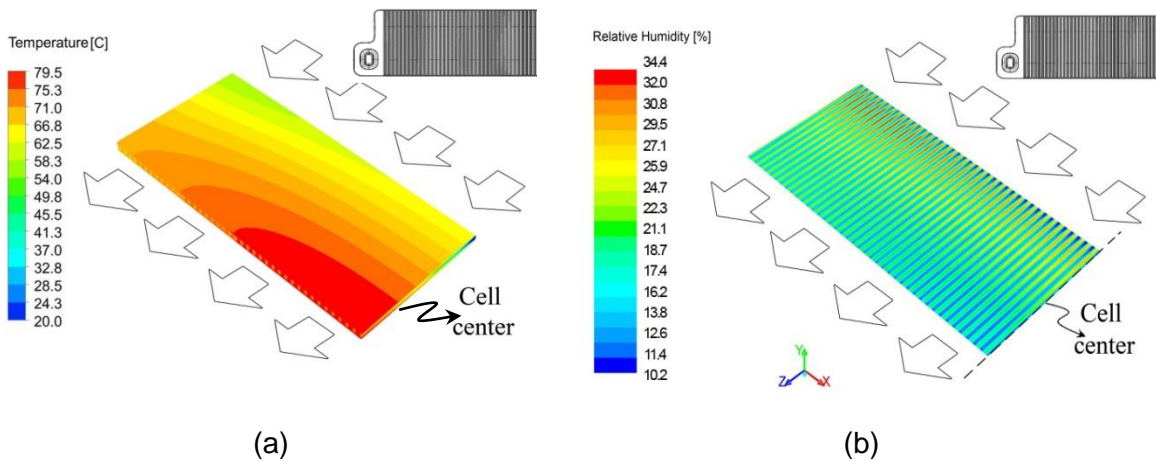 Temperature [C]
79.5
75.3
71.0
66.8
62.5
58.3
54.0
49.8
45.5
41.3
37.0
32.8
28.5
24.3
20.0
Cell
center
(a)
Relative Humidity [%]
34.4
32.0
30.8
29.5
27.1
25.9
24.7
22.3
21.1
18.7
17.4
16.2
13.8
12.6
11.4
10.2
Cell
center
Y
Z
X
(b)